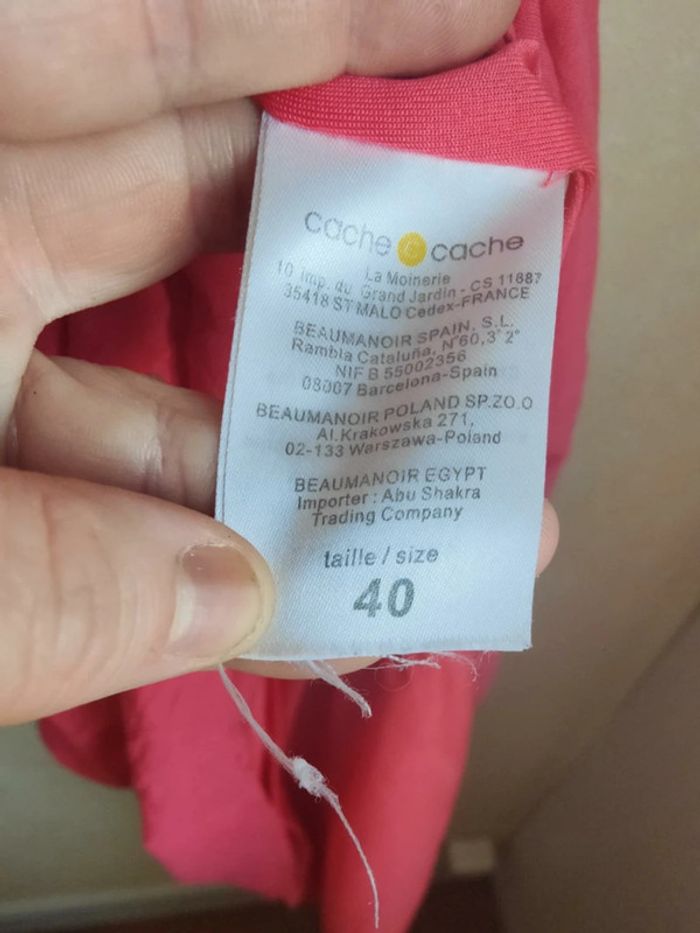 cache cache
La Moinerie
10 Imp. du Grand Jardin - CS 11887
35418 ST MALO Cedex-FRANCE
BEAUMANOIR SPAIN, S.L.
Rambla Cataluña, N°60,3°2°
NIF B 55002356
08007 Barcelona-Spain
BEAUMANOIR POLAND SP.ZO.O
Al.Krakowska 271,
02-133 Warszawa-Poland
BEAUMANOIR EGYPT
Importer : Abu Shakra
Trading Company
taille / size
40